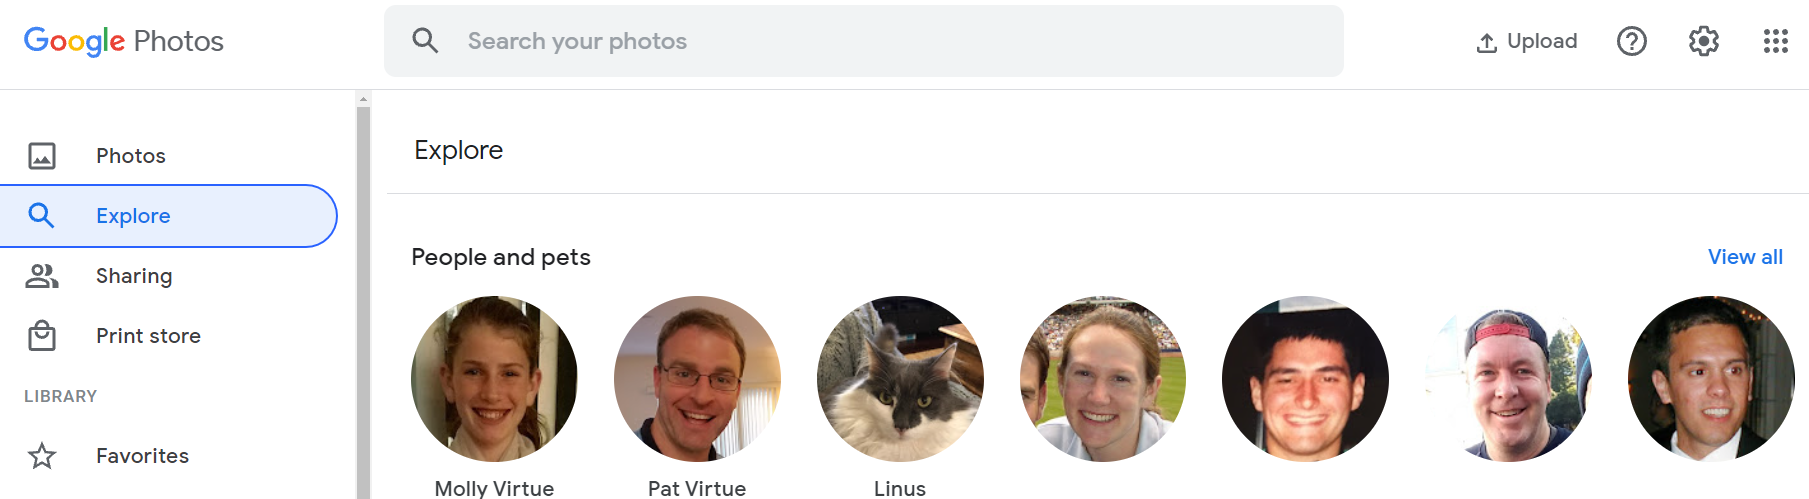 Google Photos
Search your photos
Upload
Photos
Explore
Sharing
Print store
LIBRARY
Favorites
Explore
People and pets
View all
Molly Virtue
Pat Virtue
Linus